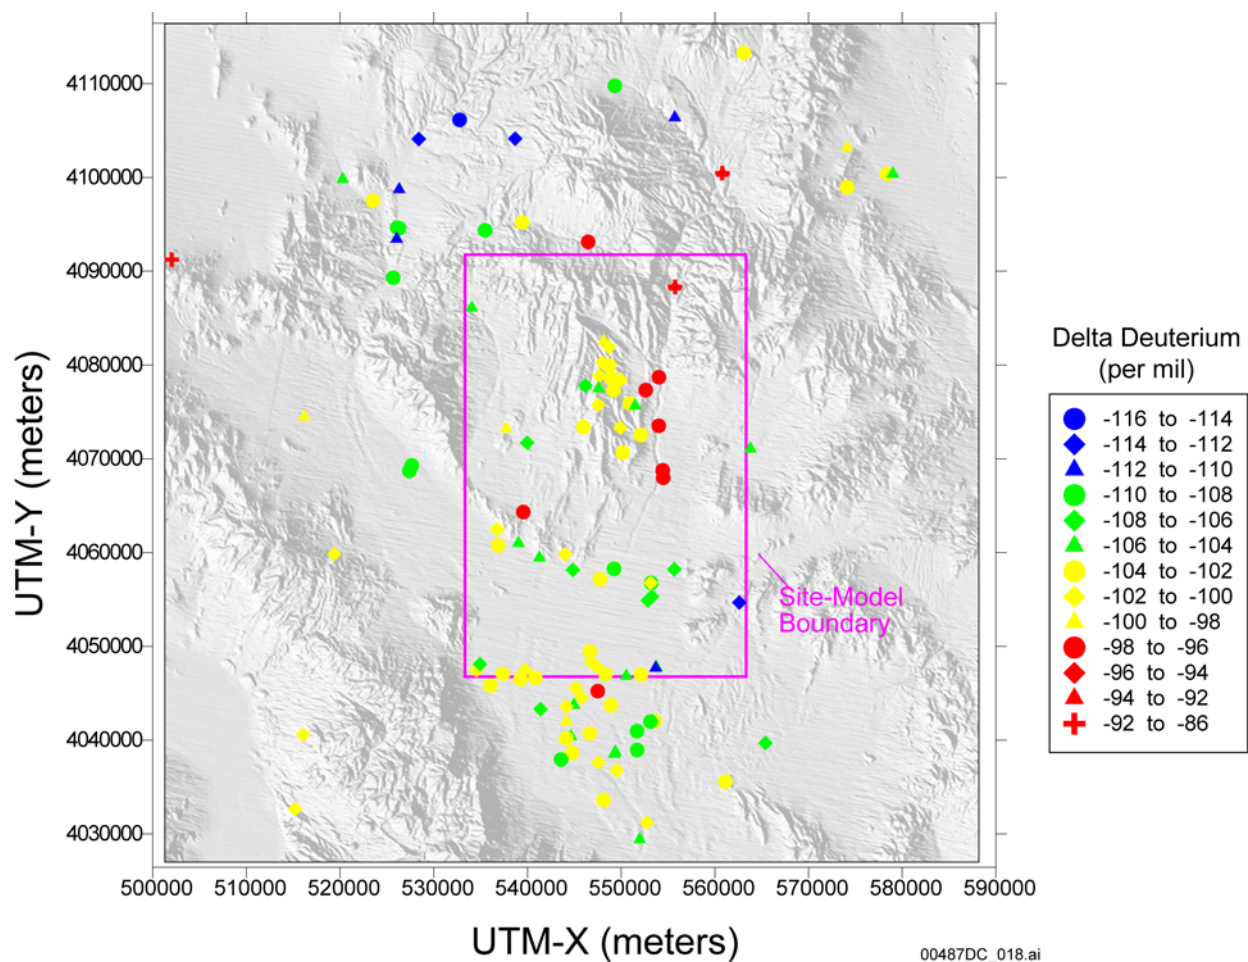 4110000
4100000
4090000
4080000
4070000
4060000
4050000
4040000
4030000
UTM-Y (meters)
500000 510000 520000 530000 540000 550000 560000 570000 580000 590000
UTM-X (meters)
Site-Model
Boundary
Delta Deuterium
(per mil)
-116 to -114
-114 to -112
-112 to -110
-110 to -108
-108 to -106
-106 to -104
-104 to -102
-102 to -100
-100 to -98
-98 to -96
-96 to -94
-94 to -92
-92 to -86
00487DC_018.ai